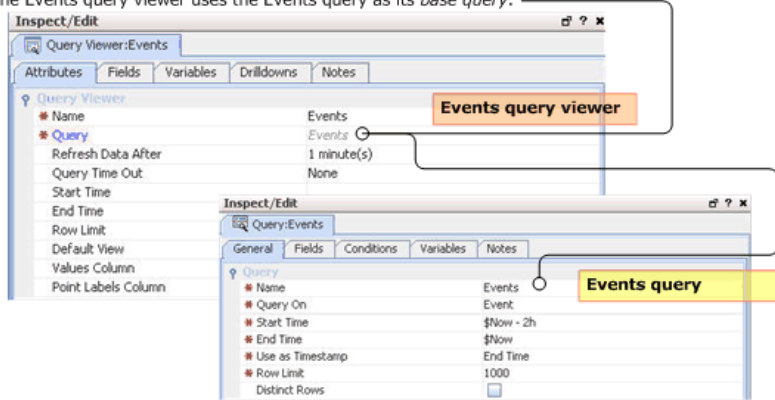 he Events query viewer uses the Events query as its base query.
Inspect/Edit
Query Viewer:Events
Attributes Fields Variables Drilldowns Notes
Query Viewer
Name Events
Query Events
Refresh Data After 1 minute(s)
Query Time Out None
Start Time
End Time
Row Limit
Default View
Values Column
Point Labels Column
Events query viewer
Inspect/Edit
Query:Events
General Fields Conditions Variables Notes
Query
Name Events
Query On Event
Start Time $Now - 2h
End Time $Now
Use as Timestamp End Time
Row Limit 1000
Distinct Rows
Events query